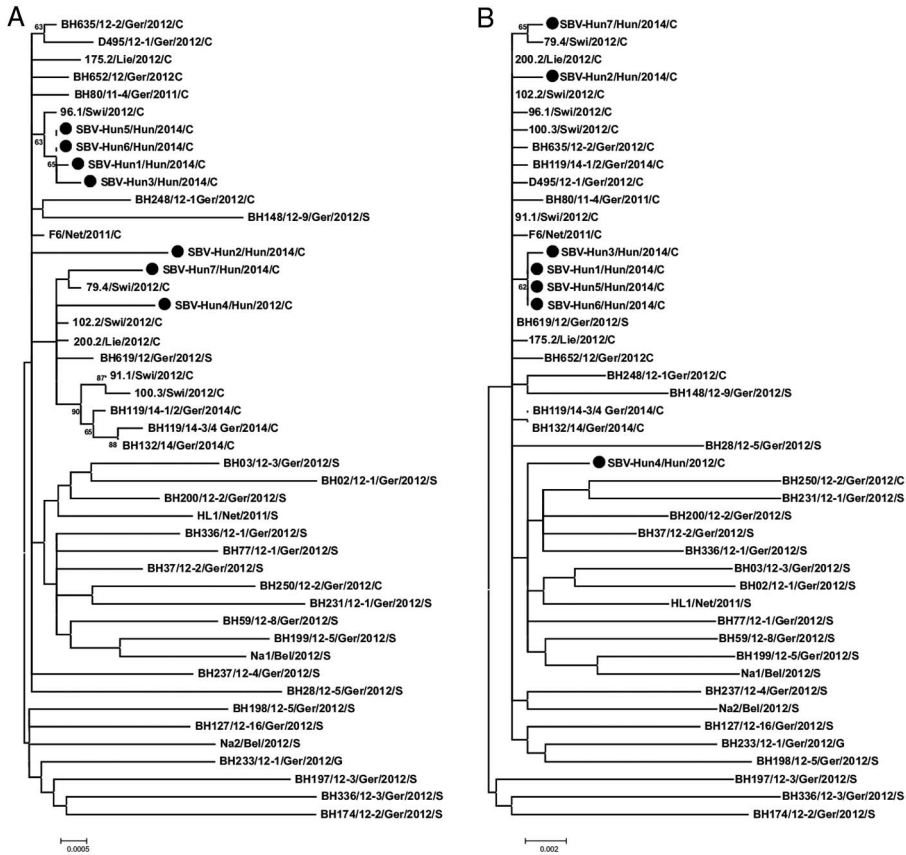 A
63
BH635/12-2/Ger/2012/C
D495/12-1/Ger/2012/C
175.2/Lie/2012/C
BH652/12/Ger/2012C
BH80/11-4/Ger/2011/C
96.1/Swi/2012/C
SBV-Hun5/Hun/2014/C
63
SBV-Hun6/Hun/2014/C
65
SBV-Hun1/Hun/2014/C
SBV-Hun3/Hun/2014/C
BH248/12-1Ger/2012/C
BH148/12-9/Ger/2012/S
F6/Net/2011/C
SBV-Hun2/Hun/2014/C
SBV-Hun7/Hun/2014/C
79.4/Swi/2012/C
SBV-Hun4/Hun/2012/C
102.2/Swi/2012/C
200.2/Lie/2012/C
BH619/12/Ger/2012/S
87
91.1/Swi/2012/C
100.3/Swi/2012/C
90
BH119/14-1/2/Ger/2014/C
65
BH119/14-3/4 Ger/2014/C
88
BH132/14/Ger/2014/C
BH03/12-3/Ger/2012/S
BH02/12-1/Ger/2012/S
BH200/12-2/Ger/2012/S
HL1/Net/2011/S
BH336/12-1/Ger/2012/S
BH77/12-1/Ger/2012/S
BH37/12-2/Ger/2012/S
BH250/12-2/Ger/2012/C
BH231/12-1/Ger/2012/S
BH59/12-8/Ger/2012/S
BH199/12-5/Ger/2012/S
Na1/Bel/2012/S
BH237/12-4/Ger/2012/S
BH28/12-5/Ger/2012/S
BH198/12-5/Ger/2012/S
BH127/12-16/Ger/2012/S
Na2/Bel/2012/S
BH233/12-1/Ger/2012/G
BH197/12-3/Ger/2012/S
BH336/12-3/Ger/2012/S
BH174/12-2/Ger/2012/S
0.0005
B
65
SBV-Hun7/Hun/2014/C
79.4/Swi/2012/C
200.2/Lie/2012/C
SBV-Hun2/Hun/2014/C
102.2/Swi/2012/C
96.1/Swi/2012/C
100.3/Swi/2012/C
BH635/12-2/Ger/2012/C
BH119/14-1/2/Ger/2014/C
D495/12-1/Ger/2012/C
BH80/11-4/Ger/2011/C
91.1/Swi/2012/C
F6/Net/2011/C
SBV-Hun3/Hun/2014/C
SBV-Hun1/Hun/2014/C
62
SBV-Hun5/Hun/2014/C
SBV-Hun6/Hun/2014/C
BH619/12/Ger/2012/S
175.2/Lie/2012/C
BH652/12/Ger/2012C
BH248/12-1Ger/2012/C
BH148/12-9/Ger/2012/S
BH119/14-3/4 Ger/2014/C
BH132/14/Ger/2014/C
BH28/12-5/Ger/2012/S
SBV-Hun4/Hun/2012/C
BH250/12-2/Ger/2012/C
BH231/12-1/Ger/2012/S
BH200/12-2/Ger/2012/S
BH37/12-2/Ger/2012/S
BH336/12-1/Ger/2012/S
BH03/12-3/Ger/2012/S
BH02/12-1/Ger/2012/S
HL1/Net/2011/S
BH77/12-1/Ger/2012/S
BH59/12-8/Ger/2012/S
BH199/12-5/Ger/2012/S
Na1/Bel/2012/S
BH237/12-4/Ger/2012/S
Na2/Bel/2012/S
BH127/12-16/Ger/2012/S
BH233/12-1/Ger/2012/G
BH198/12-5/Ger/2012/S
BH197/12-3/Ger/2012/S
BH336/12-3/Ger/2012/S
BH174/12-2/Ger/2012/S
0.002